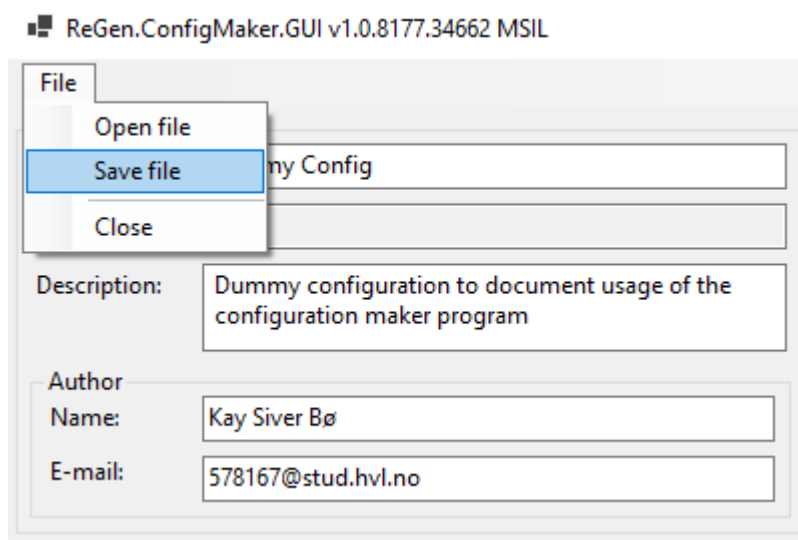 ReGen.ConfigMaker.GUI v1.0.8177.34662 MSIL
File
Open file
Save file
my Config
Close
Description:
Dummy configuration to document usage of the
configuration maker program
Author
Name:
Kay Siver Bø
E-mail:
578167@stud.hvl.no